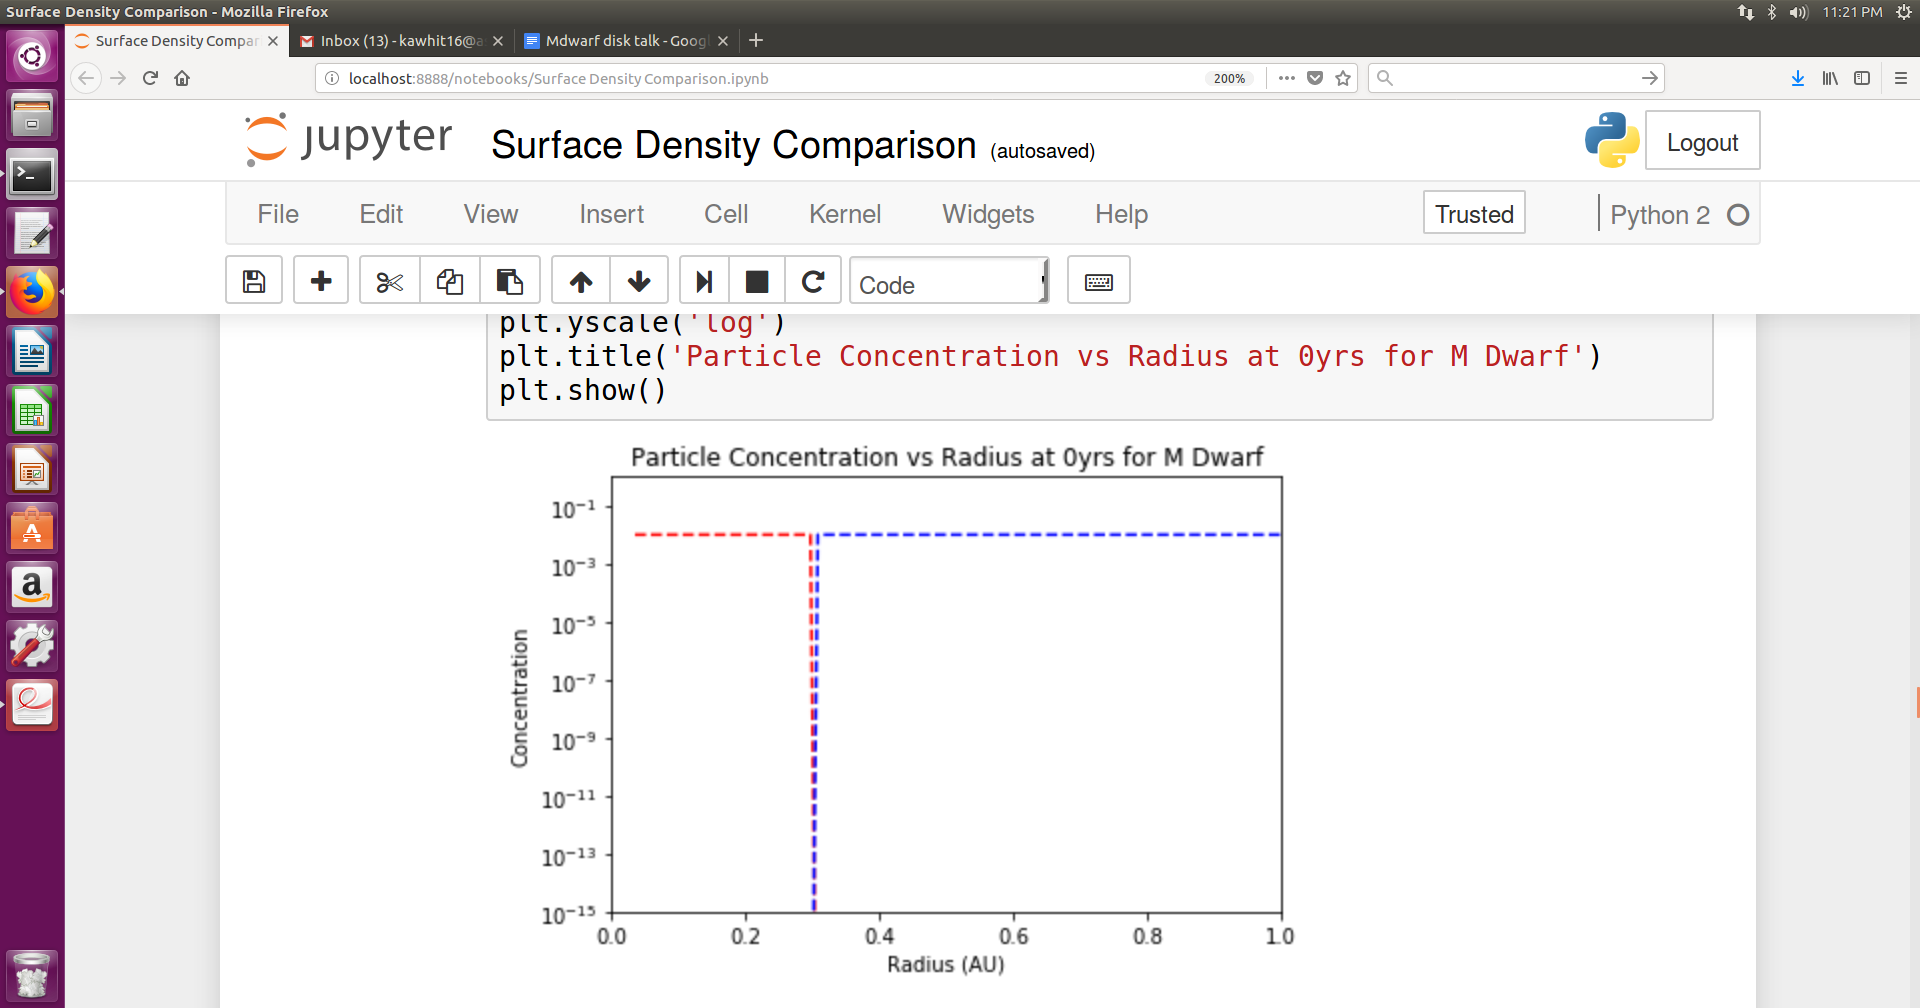 Surface Density Comparison - Mozilla Firefox
11:21 PM
Surface Density Compar
Inbox (13) - kawhit16@a
Mdwarf disk talk - Goog
localhost:8888/notebooks/Surface Density Comparison.ipynb
200%
jupyter
Surface Density Comparison (autosaved)
Logout
File Edit View Insert Cell Kernel Widgets Help
Trusted
Python 2
Code
plt.yscale('log')
plt.title('Particle Concentration vs Radius at 0yrs for M Dwarf')
plt.show()
Particle Concentration vs Radius at 0yrs for M Dwarf
10⁻¹
10⁻³
10⁻⁵
10⁻⁷
10⁻⁹
10⁻¹¹
10⁻¹³
10⁻¹⁵
Concentration
0.0 0.2 0.4 0.6 0.8 1.0
Radius (AU)